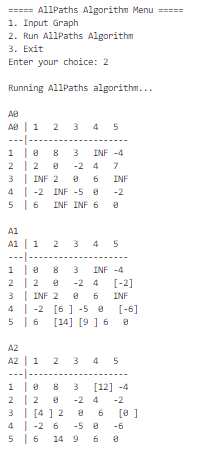 ===== AllPaths Algorithm Menu =====
1. Input Graph
2. Run AllPaths Algorithm
3. Exit
Enter your choice: 2
Running AllPaths algorithm...
A0
A0 | 1 2 3 4 5
---|---------------------
1 | 0 8 3 INF -4
2 | 2 0 -2 4 7
3 | INF 2 0 6 INF
4 | -2 INF -5 0 -2
5 | 6 INF INF 6 0
A1
A1 | 1 2 3 4 5
---|---------------------
1 | 0 8 3 INF -4
2 | 2 0 -2 4 [-2]
3 | INF 2 0 6 INF
4 | -2 [6 ] -5 0 [-6]
5 | 6 [14] [9 ] 6 0
A2
A2 | 1 2 3 4 5
---|---------------------
1 | 0 8 3 [12] -4
2 | 2 0 -2 4 -2
3 | [4 ] 2 0 6 [0 ]
4 | -2 6 -5 0 -6
5 | 6 14 9 6 0